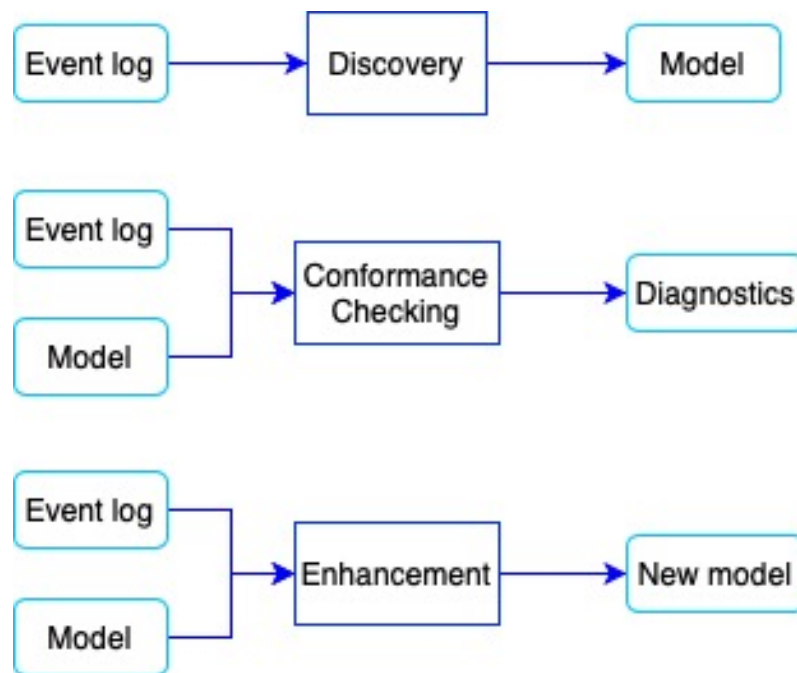 Event log
Discovery
Model
Event log
Model
Conformance
Checking
Diagnostics
Event log
Model
Enhancement
New model